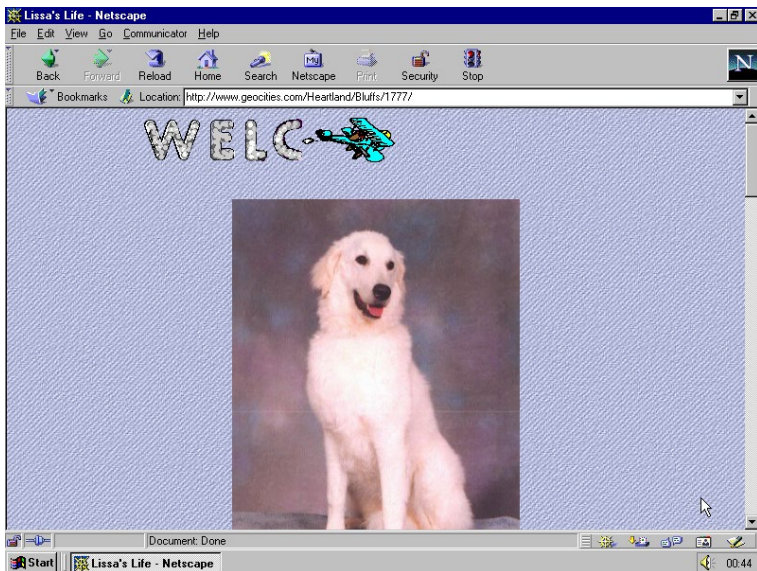 Lissa's Life - Netscape
File Edit View Go Communicator Help
Back Forward Reload Home Search Netscape Print Security Stop
My
N
Bookmarks Location: http://www.geocities.com/Heartland/Bluffs/1777/
WELC
Document: Done
Start Lissa's Life - Netscape 00:44